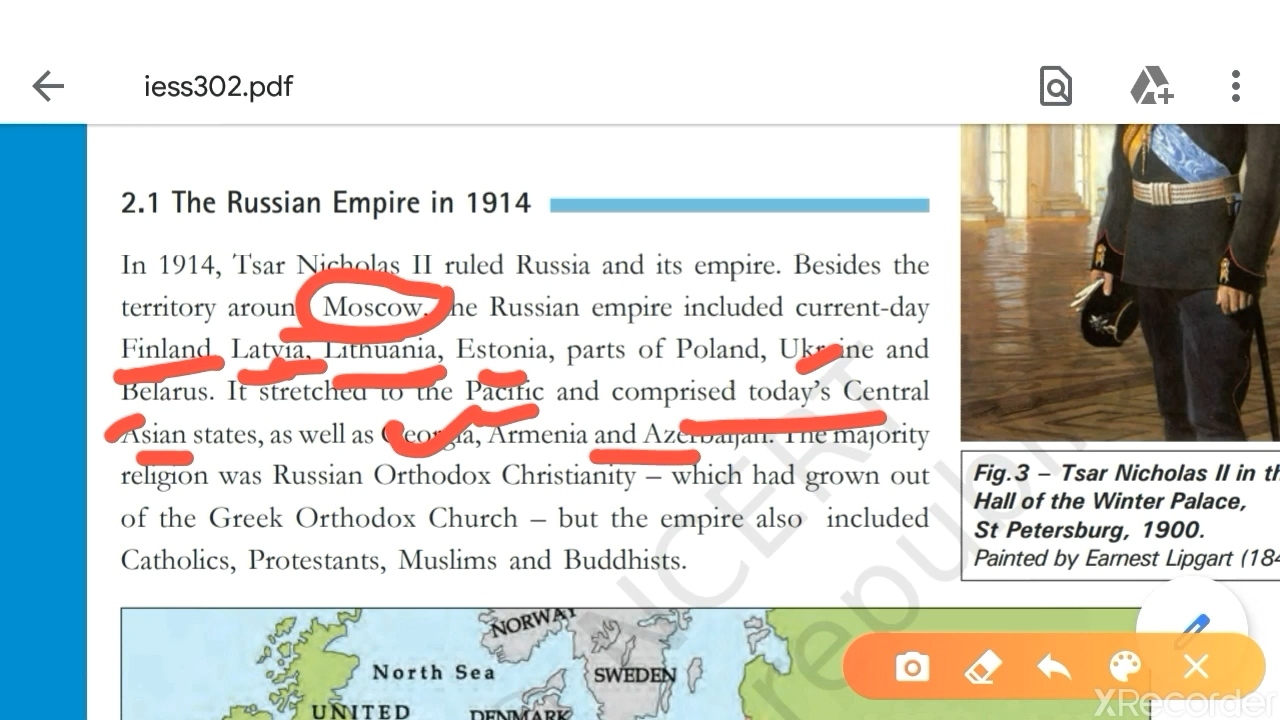 iess302.pdf
2.1 The Russian Empire in 1914
In 1914, Tsar Nicholas II ruled Russia and its empire. Besides the
territory around Moscow, the Russian empire included current-day
Finland, Latvia, Lithuania, Estonia, parts of Poland, Ukraine and
Belarus. It stretched to the Pacific and comprised today's Central
Asian states, as well as Georgia, Armenia and Azerbaijan. The majority
religion was Russian Orthodox Christianity – which had grown out
of the Greek Orthodox Church – but the empire also included
Catholics, Protestants, Muslims and Buddhists.
Fig.3 – Tsar Nicholas II in th
Hall of the Winter Palace,
St Petersburg, 1900.
Painted by Earnest Lipgart (184
NORWAY
North Sea
SWEDEN
UNITED
DENMARK
NCERT
republi
XRecorder